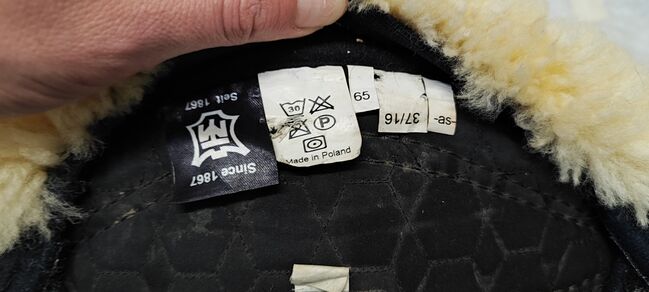 Seit 1867
Since 1867
30
P
Made in Poland
65
37/16
-as-